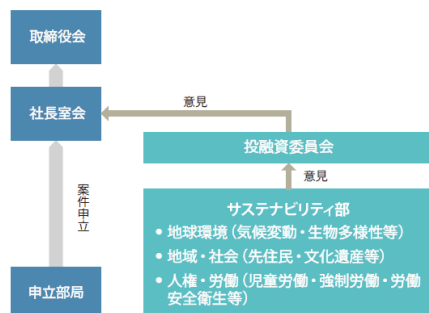 取締役会
社長室会
意見
投融資委員会
意見
案件申立
サステナビリティ部
• 地球環境（気候変動・生物多様性等）
• 地域・社会（先住民・文化遺産等）
• 人権・労働（児童労働・強制労働・労働
安全衛生等）
申立部局